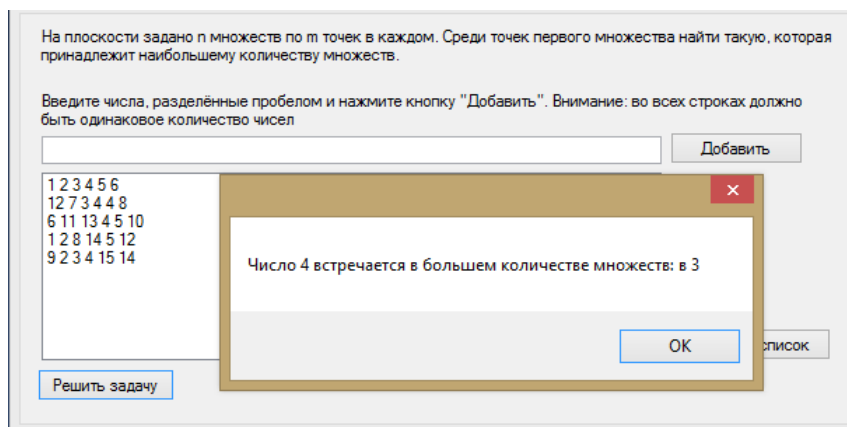 На плоскости задано n множеств по m точек в каждом. Среди точек первого множества найти такую, которая
принадлежит наибольшему количеству множеств.
Введите числа, разделённые пробелом и нажмите кнопку "Добавить". Внимание: во всех строках должно
быть одинаковое количество чисел
Добавить
1 2 3 4 5 6
12 7 3 4 4 8
6 11 13 4 5 10
1 2 8 14 5 12
9 2 3 4 15 14
Число 4 встречается в большем количестве множеств: в 3
OK
список
Решить задачу